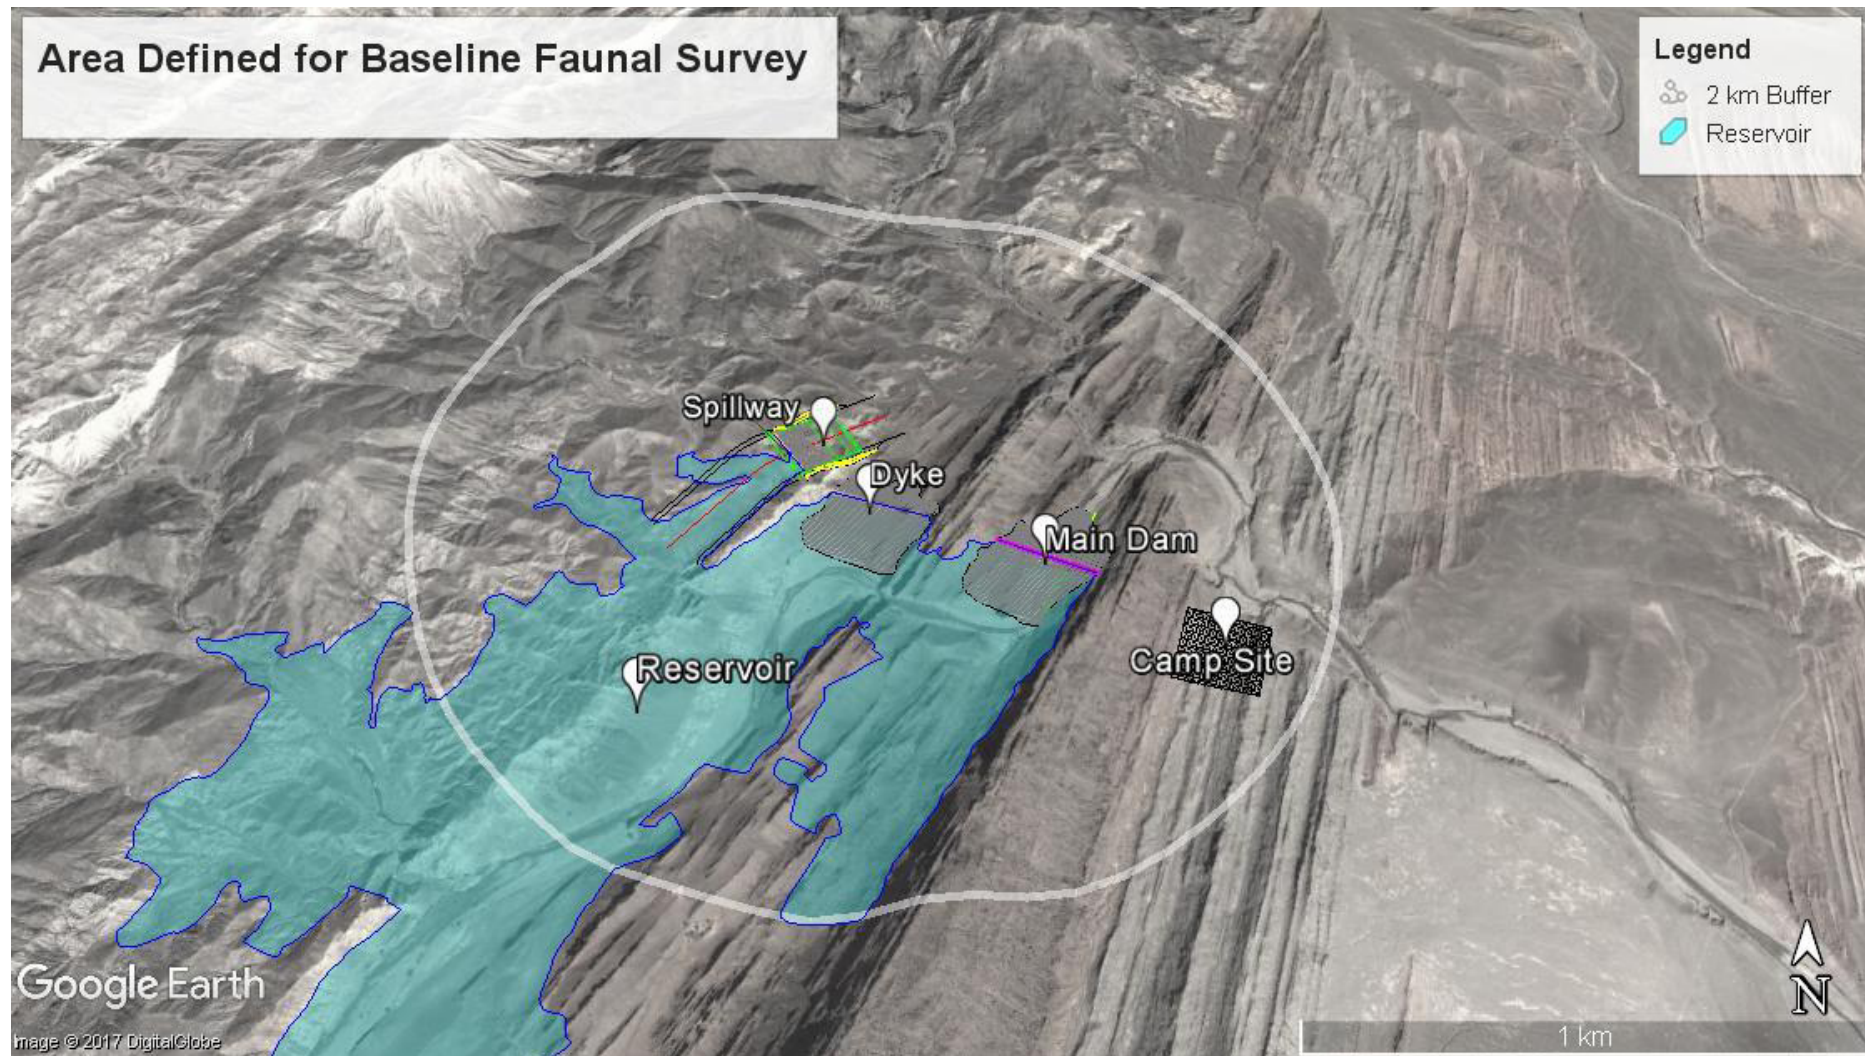 Area Defined for Baseline Faunal Survey
Legend
2 km Buffer
Reservoir
Spillway
Dyke
Main Dam
Camp Site
Reservoir
Google Earth
Image © 2017 DigitalGlobe
N
1 km